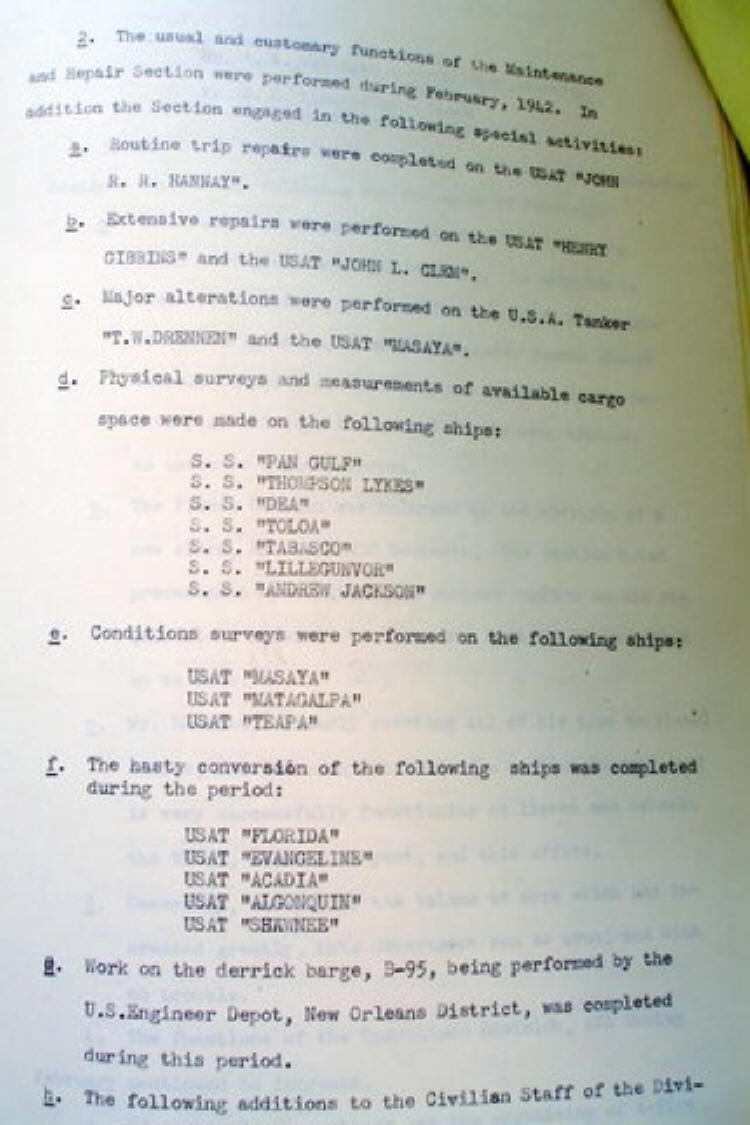 2. The usual and customary functions of the Maintenance
and Repair Section were performed during February, 1942. In
addition the Section engaged in the following special activities:
a. Routine trip repairs were completed on the USAT "JOHN
R. R. HANNAY".
b. Extensive repairs were performed on the USAT "HENRY
GIBBINS" and the USAT "JOHN L. CLEM".
c. Major alterations were performed on the U.S.A. Tanker
"T.W.DRENNEN" and the USAT "MASAYA".
d. Physical surveys and measurements of available cargo
space were made on the following ships:
S. S. "PAN GULF"
S. S. "THOMPSON LYKES"
S. S. "DEA"
S. S. "TOLOA"
S. S. "TABASCO"
S. S. "LILLEGUNVOR"
S. S. "ANDREW JACKSON"
e. Conditions surveys were performed on the following ships:
USAT "MASAYA"
USAT "MATAGALPA"
USAT "TEAPA"
f. The hasty conversion of the following ships was completed
during the period:
USAT "FLORIDA"
USAT "EVANGELINE"
USAT "ACADIA"
USAT "ALGONQUIN"
USAT "SHAWNEE"
g. Work on the derrick barge, B-95, being performed by the
U.S.Engineer Depot, New Orleans District, was completed
during this period.
h. The following additions to the Civilian Staff of the Divi-